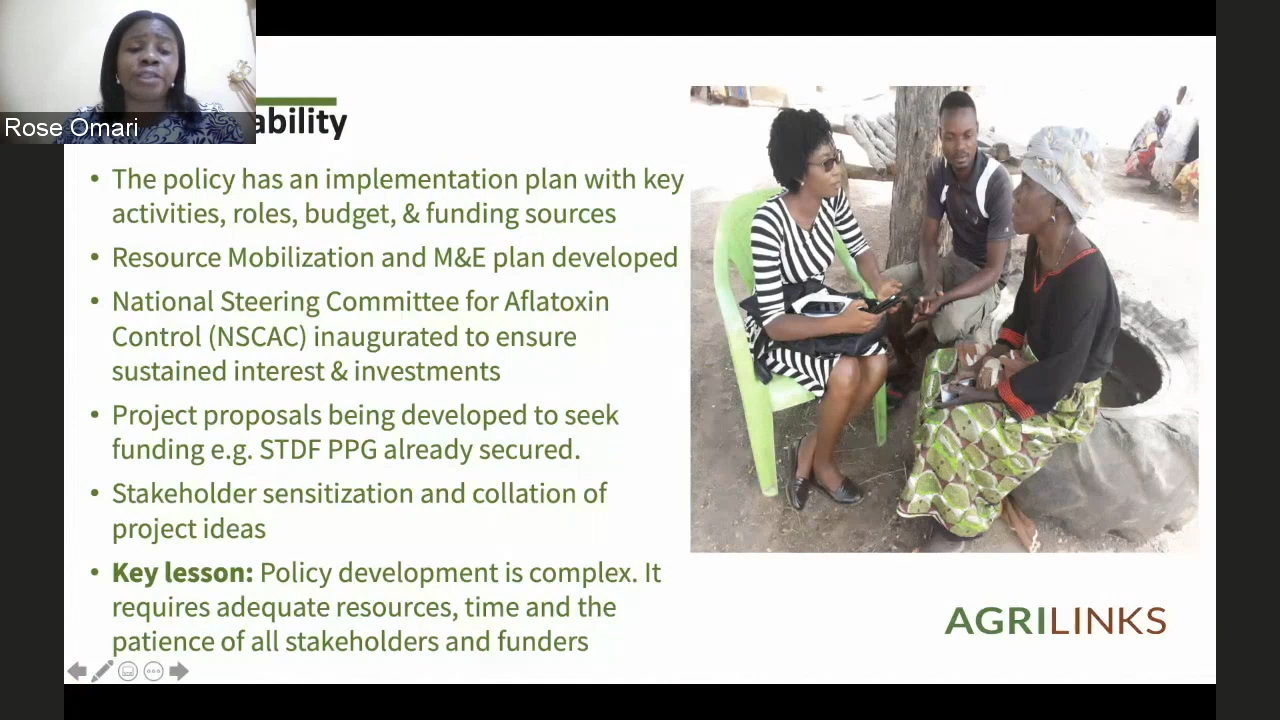 Rose Omari
ability
• The policy has an implementation plan with key
activities, roles, budget, & funding sources
• Resource Mobilization and M&E plan developed
• National Steering Committee for Aflatoxin
Control (NSCAC) inaugurated to ensure
sustained interest & investments
• Project proposals being developed to seek
funding e.g. STDF PPG already secured.
• Stakeholder sensitization and collation of
project ideas
• Key lesson: Policy development is complex. It
requires adequate resources, time and the
patience of all stakeholders and funders
AGRILINKS